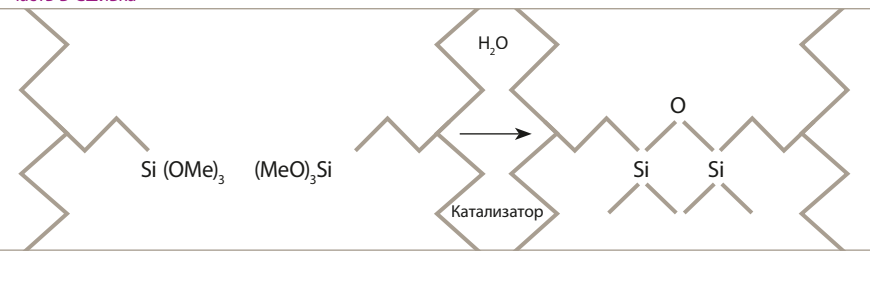 H₂O
O
Si (OMe)₃ (MeO)₃Si
Si Si
Катализатор